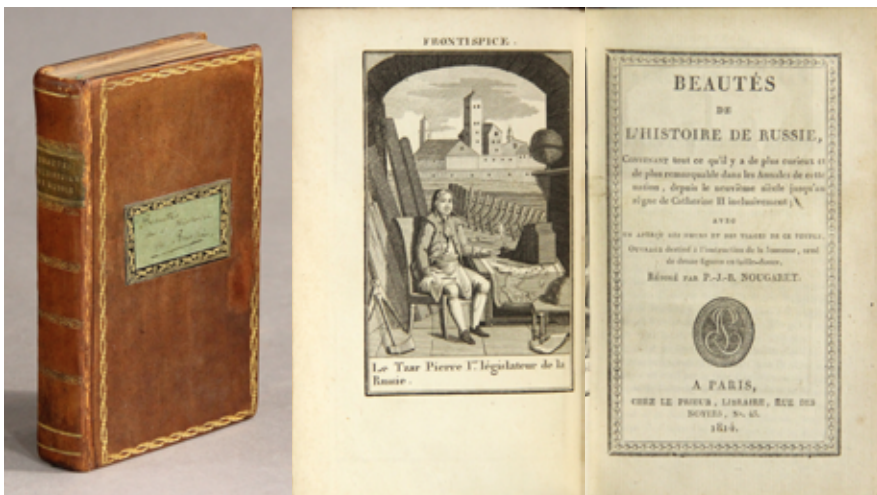 FRONTISPICE.
Le Tzar Pierre I.er législateur de la
Russie.
BEAUTÉS
DE
L'HISTOIRE DE RUSSIE,
Contenant tout ce qu'il y a de plus curieux et
de plus remarquable dans les Annales de cette
nation, depuis le neuvième siècle jusqu'au
règne de Catherine II inclusivement;
AVEC
UN APERÇU DES MŒURS ET DES USAGES DE CE PEUPLE.
Ouvrage destiné à l'instruction de la Jeunesse, orné
de douze figures en taille-douce.
Rédigé par P.-J.-B. NOUGARET.
A PARIS,
CHEZ LE PRIEUR, LIBRAIRE, RUE DES
NOYERS, No. 45.
1814.